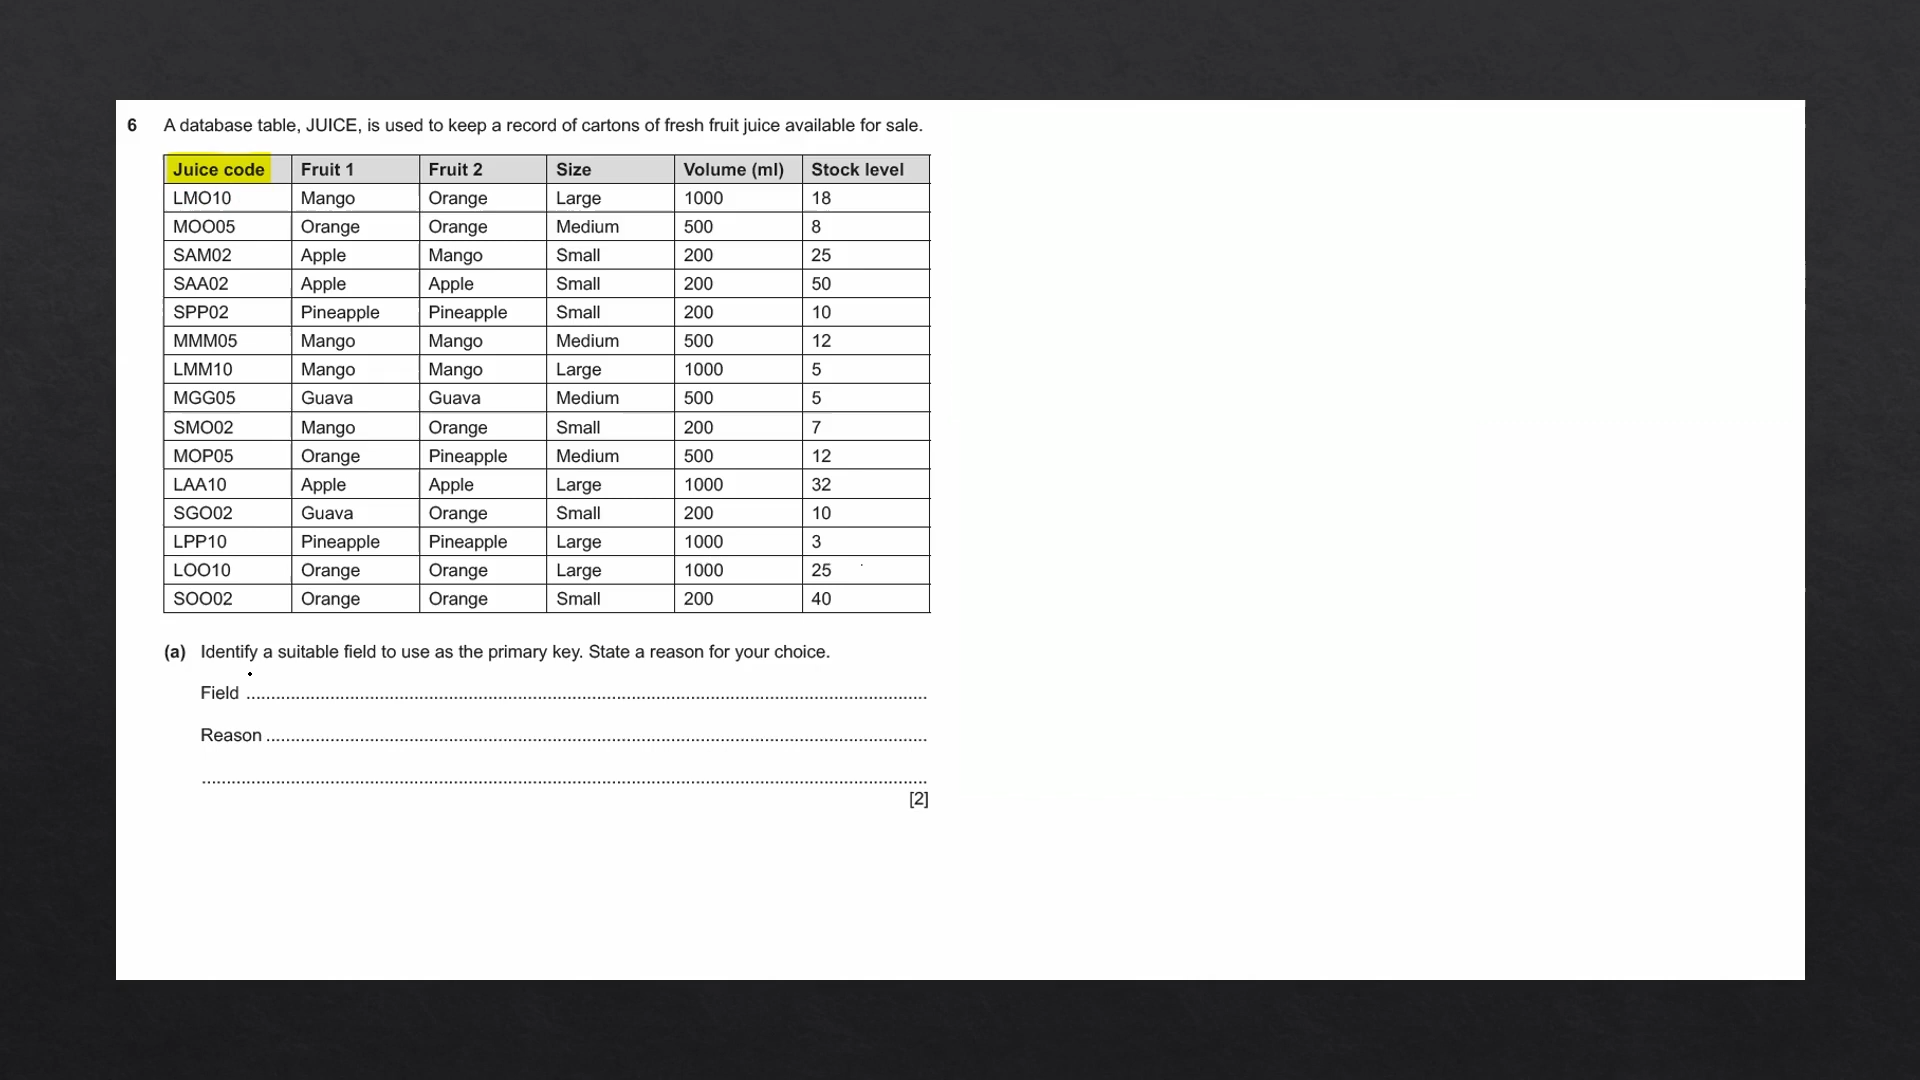 6 A database table, JUICE, is used to keep a record of cartons of fresh fruit juice available for sale.
Juice code Fruit 1 Fruit 2 Size Volume (ml) Stock level
LMO10 Mango Orange Large 1000 18
MOO05 Orange Orange Medium 500 8
SAM02 Apple Mango Small 200 25
SAA02 Apple Apple Small 200 50
SPP02 Pineapple Pineapple Small 200 10
MMM05 Mango Mango Medium 500 12
LMM10 Mango Mango Large 1000 5
MGG05 Guava Guava Medium 500 5
SMO02 Mango Orange Small 200 7
MOP05 Orange Pineapple Medium 500 12
LAA10 Apple Apple Large 1000 32
SGO02 Guava Orange Small 200 10
LPP10 Pineapple Pineapple Large 1000 3
LOO10 Orange Orange Large 1000 25
SOO02 Orange Orange Small 200 40
(a) Identify a suitable field to use as the primary key. State a reason for your choice.
Field ........................................
Reason ........................................
........................................
[2]